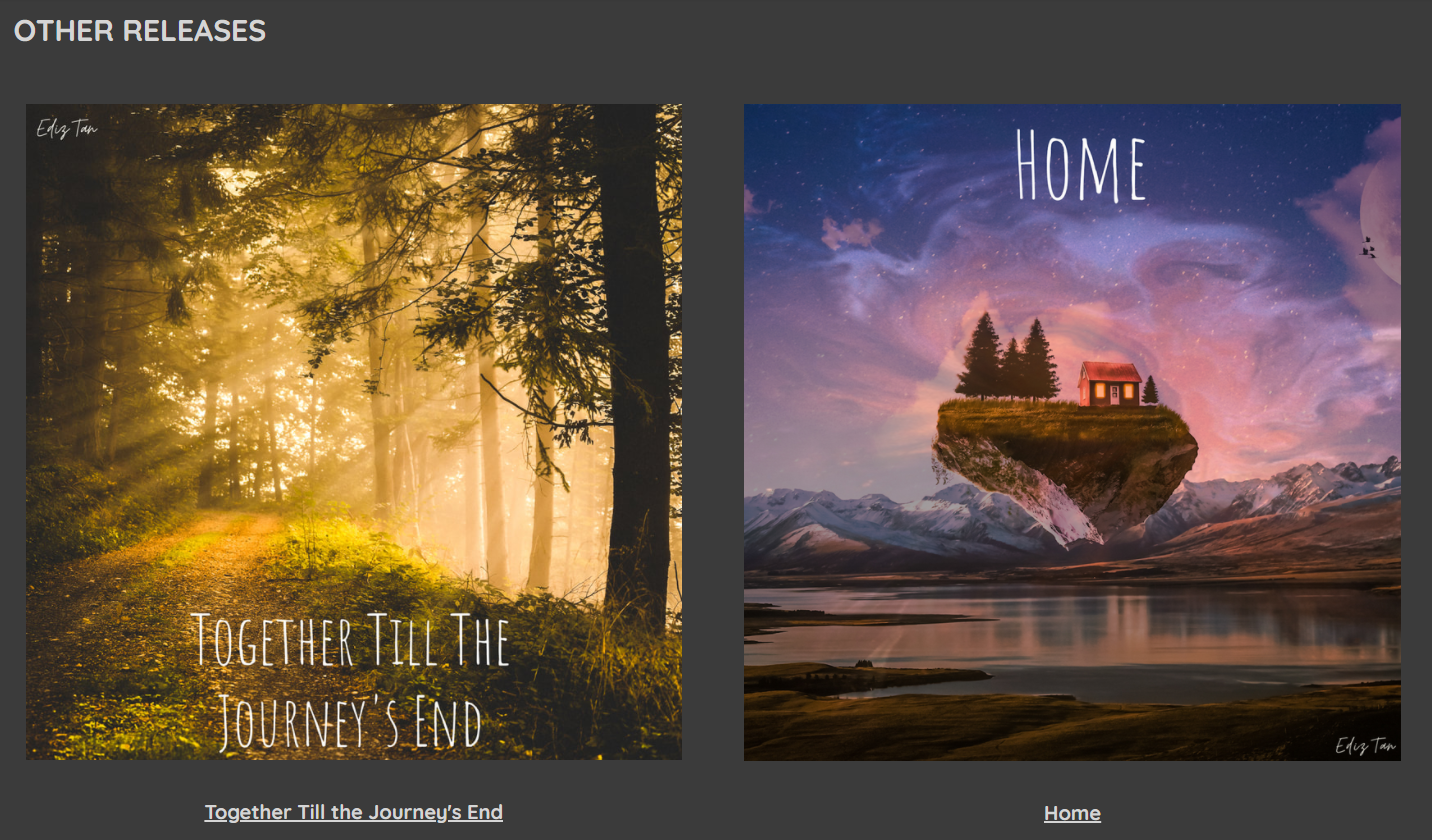 OTHER RELEASES
Ediz Tan
TOGETHER TILL THE
JOURNEY'S END
Together Till the Journey's End
HOME
Ediz Tan
Home